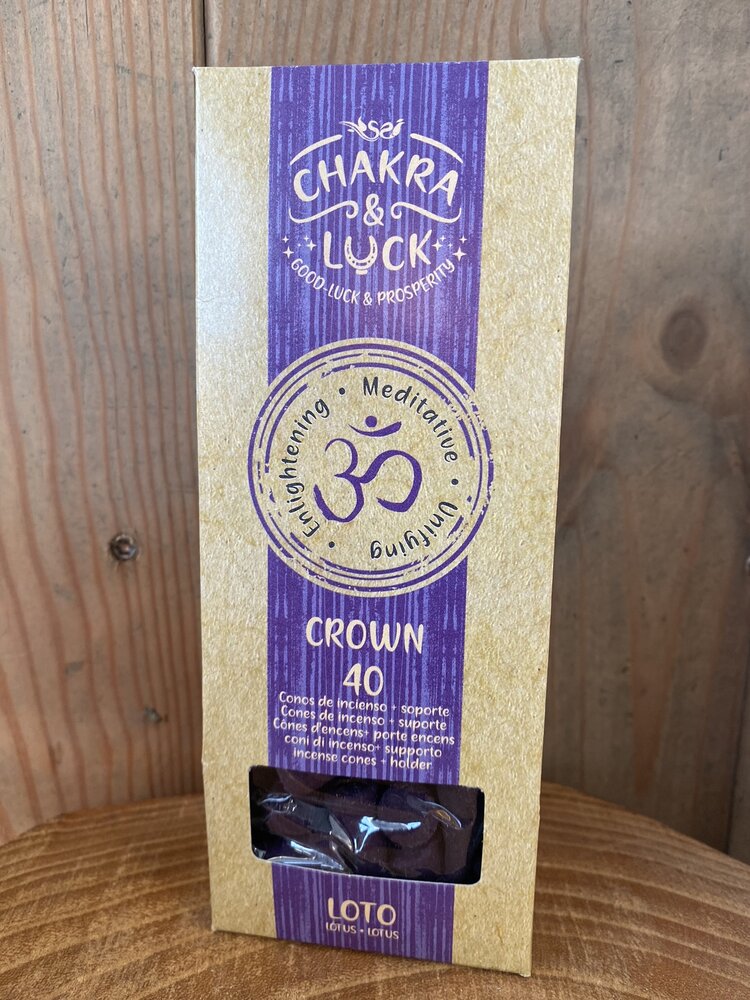 CHAKRA
&
LUCK
GOOD-LUCK & PROSPERITY
Enlightening • Meditative • Unifying •
ॐ
CROWN
40
Conos de incienso + soporte
Cones de incenso + suporte
Cônes d'encens+ porte encens
coni di incenso+ supporto
Incense cones + holder
LOTO
LOTUS • LOTUS